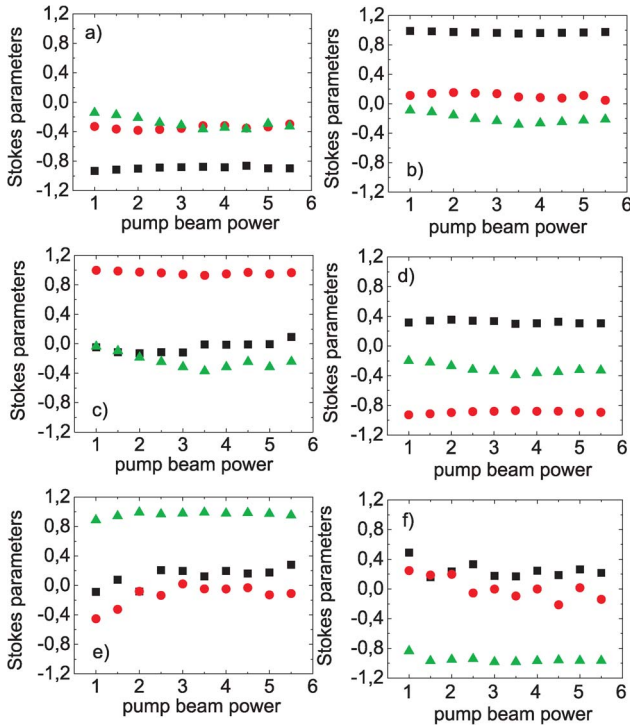 a)
Stokes parameters
1,2
0,8
0,4
0,0
-0,4
-0,8
-1,2
1 2 3 4 5 6
pump beam power
b)
Stokes parameters
1,2
0,8
0,4
0,0
-0,4
-0,8
-1,2
1 2 3 4 5 6
pump beam power
c)
Stokes parameters
1,2
0,8
0,4
0,0
-0,4
-0,8
-1,2
1 2 3 4 5 6
pump beam power
d)
Stokes parameters
1,2
0,8
0,4
0,0
-0,4
-0,8
-1,2
1 2 3 4 5 6
pump beam power
e)
Stokes parameters
1,2
0,8
0,4
0,0
-0,4
-0,8
-1,2
1 2 3 4 5 6
pump beam power
f)
Stokes parameters
1,2
0,8
0,4
0,0
-0,4
-0,8
-1,2
1 2 3 4 5 6
pump beam power